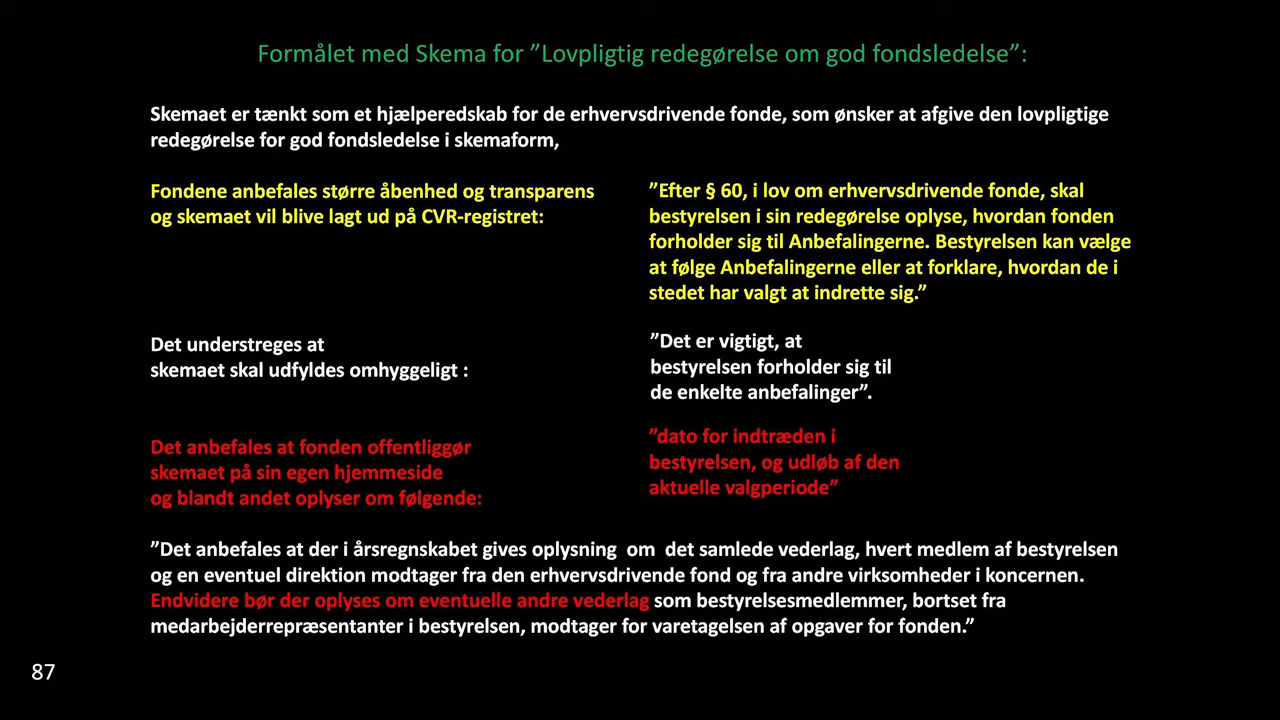 Formålet med Skema for ”Lovpligtig redegørelse om god fondsledelse”:
Skemaet er tænkt som et hjælperedskab for de erhvervsdrivende fonde, som ønsker at afgive den lovpligtige
redegørelse for god fondsledelse i skemaform,
Fondene anbefales større åbenhed og transparens
og skemaet vil blive lagt ud på CVR-registret:
”Efter § 60, i lov om erhvervsdrivende fonde, skal
bestyrelsen i sin redegørelse oplyse, hvordan fonden
forholder sig til Anbefalingerne. Bestyrelsen kan vælge
at følge Anbefalingerne eller at forklare, hvordan de i
stedet har valgt at indrette sig.”
Det understreges at
skemaet skal udfyldes omhyggeligt :
”Det er vigtigt, at
bestyrelsen forholder sig til
de enkelte anbefalinger”.
Det anbefales at fonden offentliggør
skemaet på sin egen hjemmeside
og blandt andet oplyser om følgende:
”dato for indtræden i
bestyrelsen, og udløb af den
aktuelle valgperiode”
”Det anbefales at der i årsregnskabet gives oplysning  om  det samlede vederlag, hvert medlem af bestyrelsen
og en eventuel direktion modtager fra den erhvervsdrivende fond og fra andre virksomheder i koncernen.
Endvidere bør der oplyses om eventuelle andre vederlag som bestyrelsesmedlemmer, bortset fra
medarbejderrepræsentanter i bestyrelsen, modtager for varetagelsen af opgaver for fonden.”
87